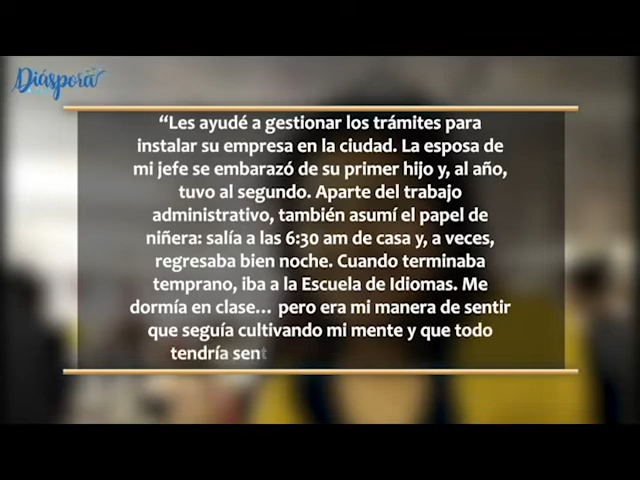 Diáspora
“Les ayudé a gestionar los trámites para
instalar su empresa en la ciudad. La esposa de
mi jefe se embarazó de su primer hijo y, al año,
tuvo al segundo. Aparte del trabajo
administrativo, también asumí el papel de
niñera: salía a las 6:30 am de casa y, a veces,
regresaba bien noche. Cuando terminaba
temprano, iba a la Escuela de Idiomas. Me
dormía en clase... pero era mi manera de sentir
que seguía cultivando mi mente y que todo
tendría sent